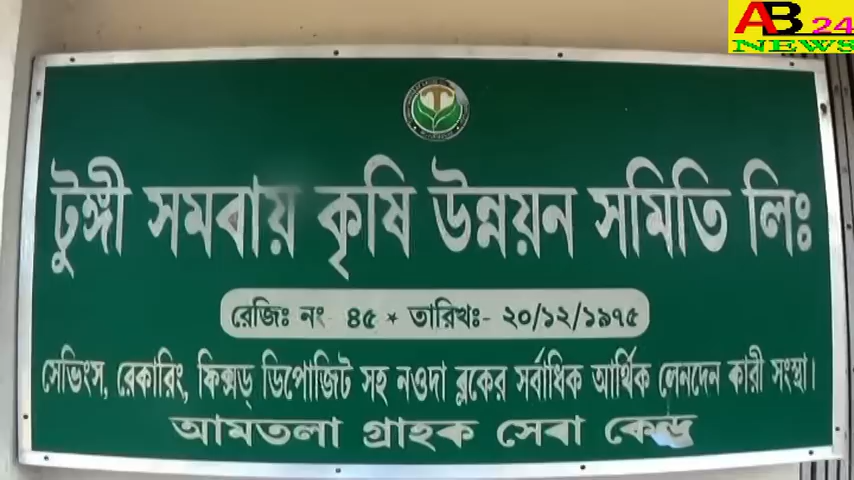 AB 24
NEWS
টুঙ্গী সমবায় কৃষি উন্নয়ন সমিতি লিঃ
রেজিঃ নং ৪৫ * তারিখঃ- ২০/১২/১৯৭৫
সেভিংস, রেকারিং, ফিক্সড্ ডিপোজিট সহ নওদা ব্লকের সর্বাধিক আর্থিক লেনদেন কারী সংস্থা।
আমতলা গ্রাহক সেবা কেন্দ্র